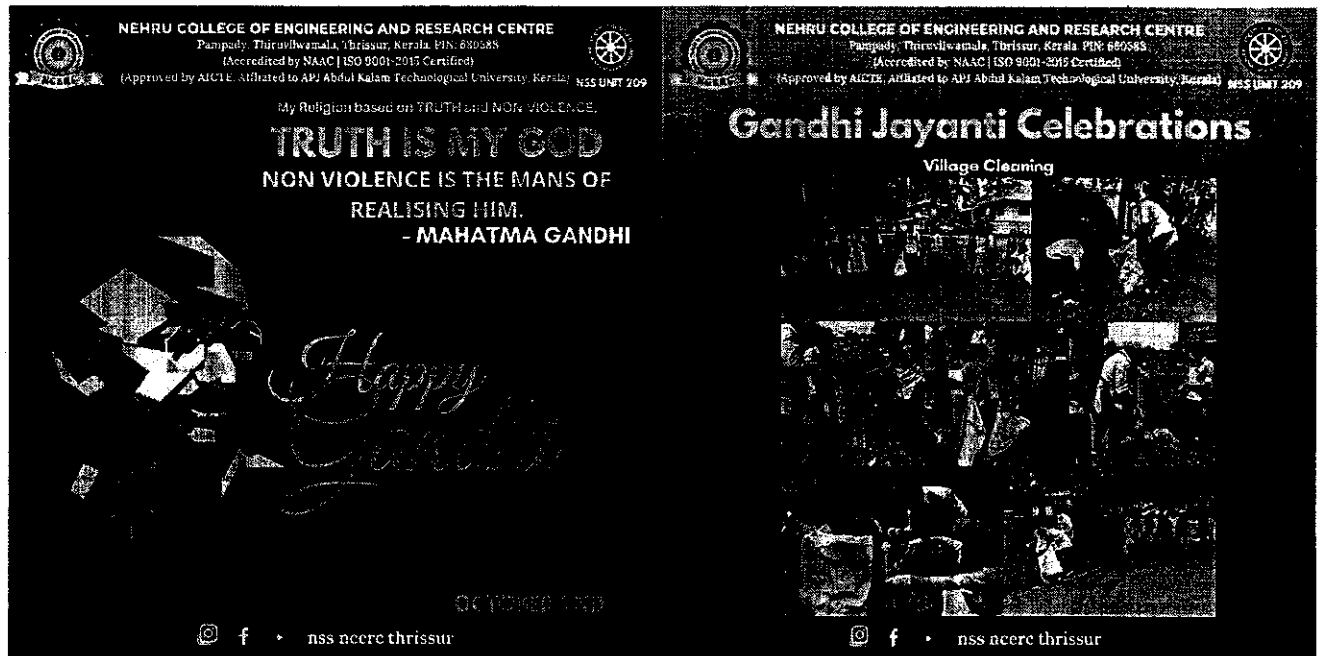 NEHRU COLLEGE OF ENGINEERING AND RESEARCH CENTRE
Pampady, Thiruvilwamala, Thrissur, Kerala. PIN: 680588
(Accredited by NAAC | ISO 9001-2015 Certified)
(Approved by AICTE, Affiliated to APJ Abdul Kalam Technological University, Kerala)
NSS UNIT 209
My Religion based on TRUTH and NON VIOLENCE.
TRUTH IS MY GOD
NON VIOLENCE IS THE MANS OF
REALISING HIM.
- MAHATMA GANDHI
Happy
Gandhi
OCTOBER 2ND
nss ncerc thrissur
NEHRU COLLEGE OF ENGINEERING AND RESEARCH CENTRE
Pampady, Thiruvilwamala, Thrissur, Kerala. PIN: 680588
(Accredited by NAAC | ISO 9001-2015 Certified)
(Approved by AICTE, Affiliated to APJ Abdul Kalam Technological University, Kerala)
NSS UNIT 209
Gandhi Jayanti Celebrations
Village Cleaning
nss ncerc thrissur